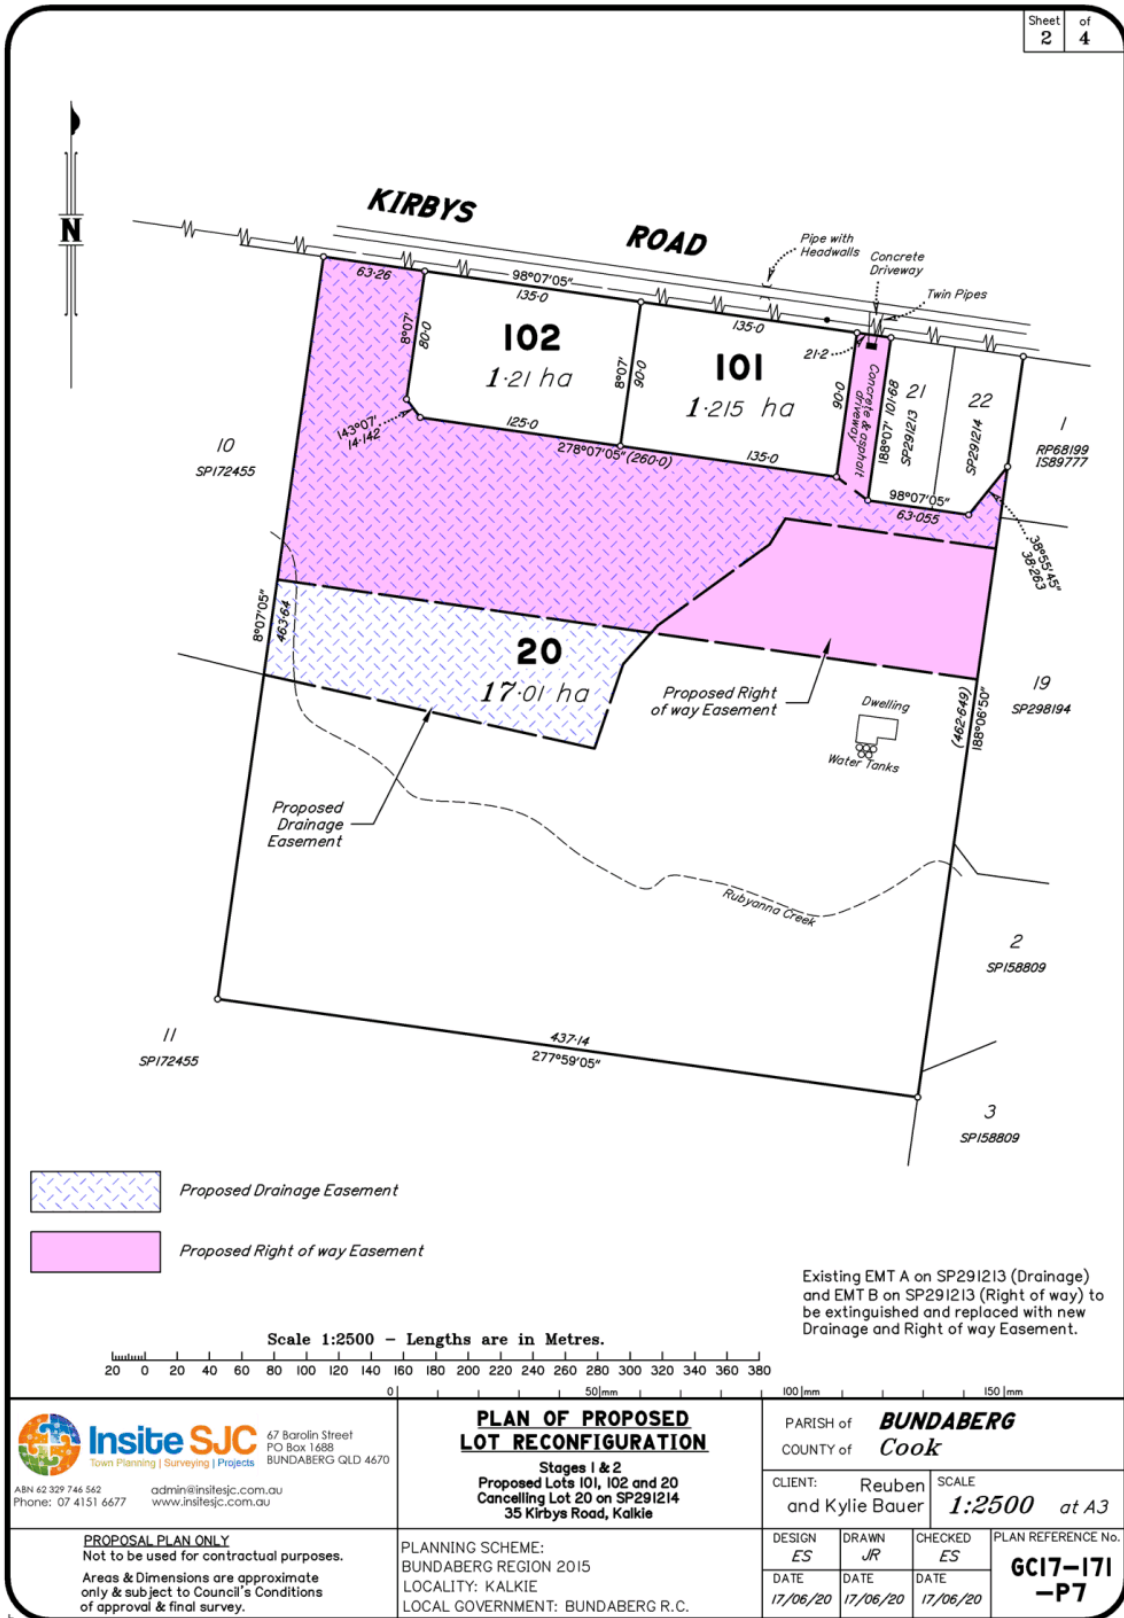 Sheet of
2 4
KIRBYS ROAD
Pipe with
Headwalls
Concrete
Driveway
Twin Pipes
N
63·26
98°07'05"
135·0
135·0
21·2
8°07'
80·0
102
1·21 ha
8°07'
90·0
101
1·215 ha
90·0
Concrete & asphalt
driveway
188°07' 101·68
21
SP291213
22
SP291214
1
RP68199
IS89777
10
SP172455
143°07'
14·142
125·0
278°07'05" (260·0)
135·0
98°07'05"
63·055
38°55'45"
38·263
8°07'05"
463·64
20
17·01 ha
Proposed Right
of way Easement
Dwelling
Water Tanks
(462·649)
188°06'50"
19
SP298194
Proposed
Drainage
Easement
Rubyanna Creek
2
SP158809
11
SP172455
437·14
277°59'05"
3
SP158809
Proposed Drainage Easement
Proposed Right of way Easement
Existing EMT A on SP291213 (Drainage)
and EMT B on SP291213 (Right of way) to
be extinguished and replaced with new
Drainage and Right of way Easement.
Scale 1:2500 – Lengths are in Metres.
20 0 20 40 60 80 100 120 140 160 180 200 220 240 260 280 300 320 340 360 380
0 50mm 100mm 150mm
Insite SJC
Town Planning | Surveying | Projects
67 Barolin Street
PO Box 1688
BUNDABERG QLD 4670
ABN 62 329 746 562
Phone: 07 4151 6677
admin@insitesjc.com.au
www.insitesjc.com.au
PLAN OF PROPOSED
LOT RECONFIGURATION
Stages 1 & 2
Proposed Lots 101, 102 and 20
Cancelling Lot 20 on SP291214
35 Kirbys Road, Kalkie
PARISH of BUNDABERG
COUNTY of Cook
CLIENT: Reuben
and Kylie Bauer
SCALE
1:2500 at A3
PROPOSAL PLAN ONLY
Not to be used for contractual purposes.
Areas & Dimensions are approximate
only & subject to Council's Conditions
of approval & final survey.
PLANNING SCHEME:
BUNDABERG REGION 2015
LOCALITY: KALKIE
LOCAL GOVERNMENT: BUNDABERG R.C.
DESIGN
ES
DRAWN
JR
CHECKED
ES
DATE
17/06/20
DATE
17/06/20
DATE
17/06/20
PLAN REFERENCE No.
GC17-171
-P7